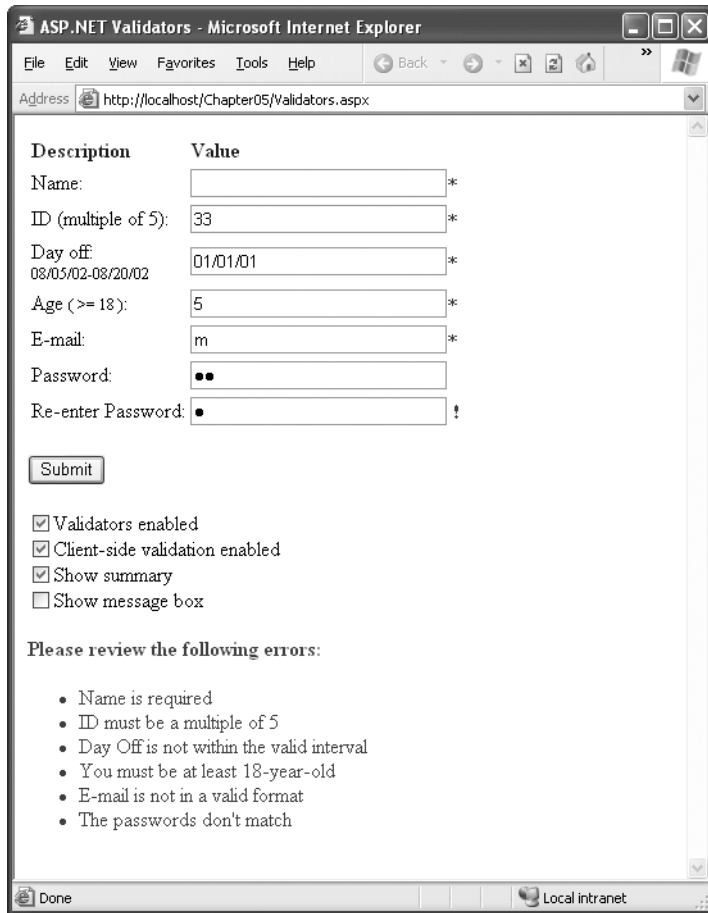 ASP.NET Validators - Microsoft Internet Explorer
File Edit View Favorites Tools Help Back »
Address http://localhost/Chapter05/Validators.aspx
Description Value
Name: *
ID (multiple of 5): 33 *
Day off: 01/01/01 *
08/05/02-08/20/02
Age ( >= 18 ): 5 *
E-mail: m *
Password: ●●
Re-enter Password: ● !
Submit
Validators enabled
Client-side validation enabled
Show summary
Show message box
Please review the following errors:
• Name is required
• ID must be a multiple of 5
• Day Off is not within the valid interval
• You must be at least 18-year-old
• E-mail is not in a valid format
• The passwords don't match
Done Local intranet